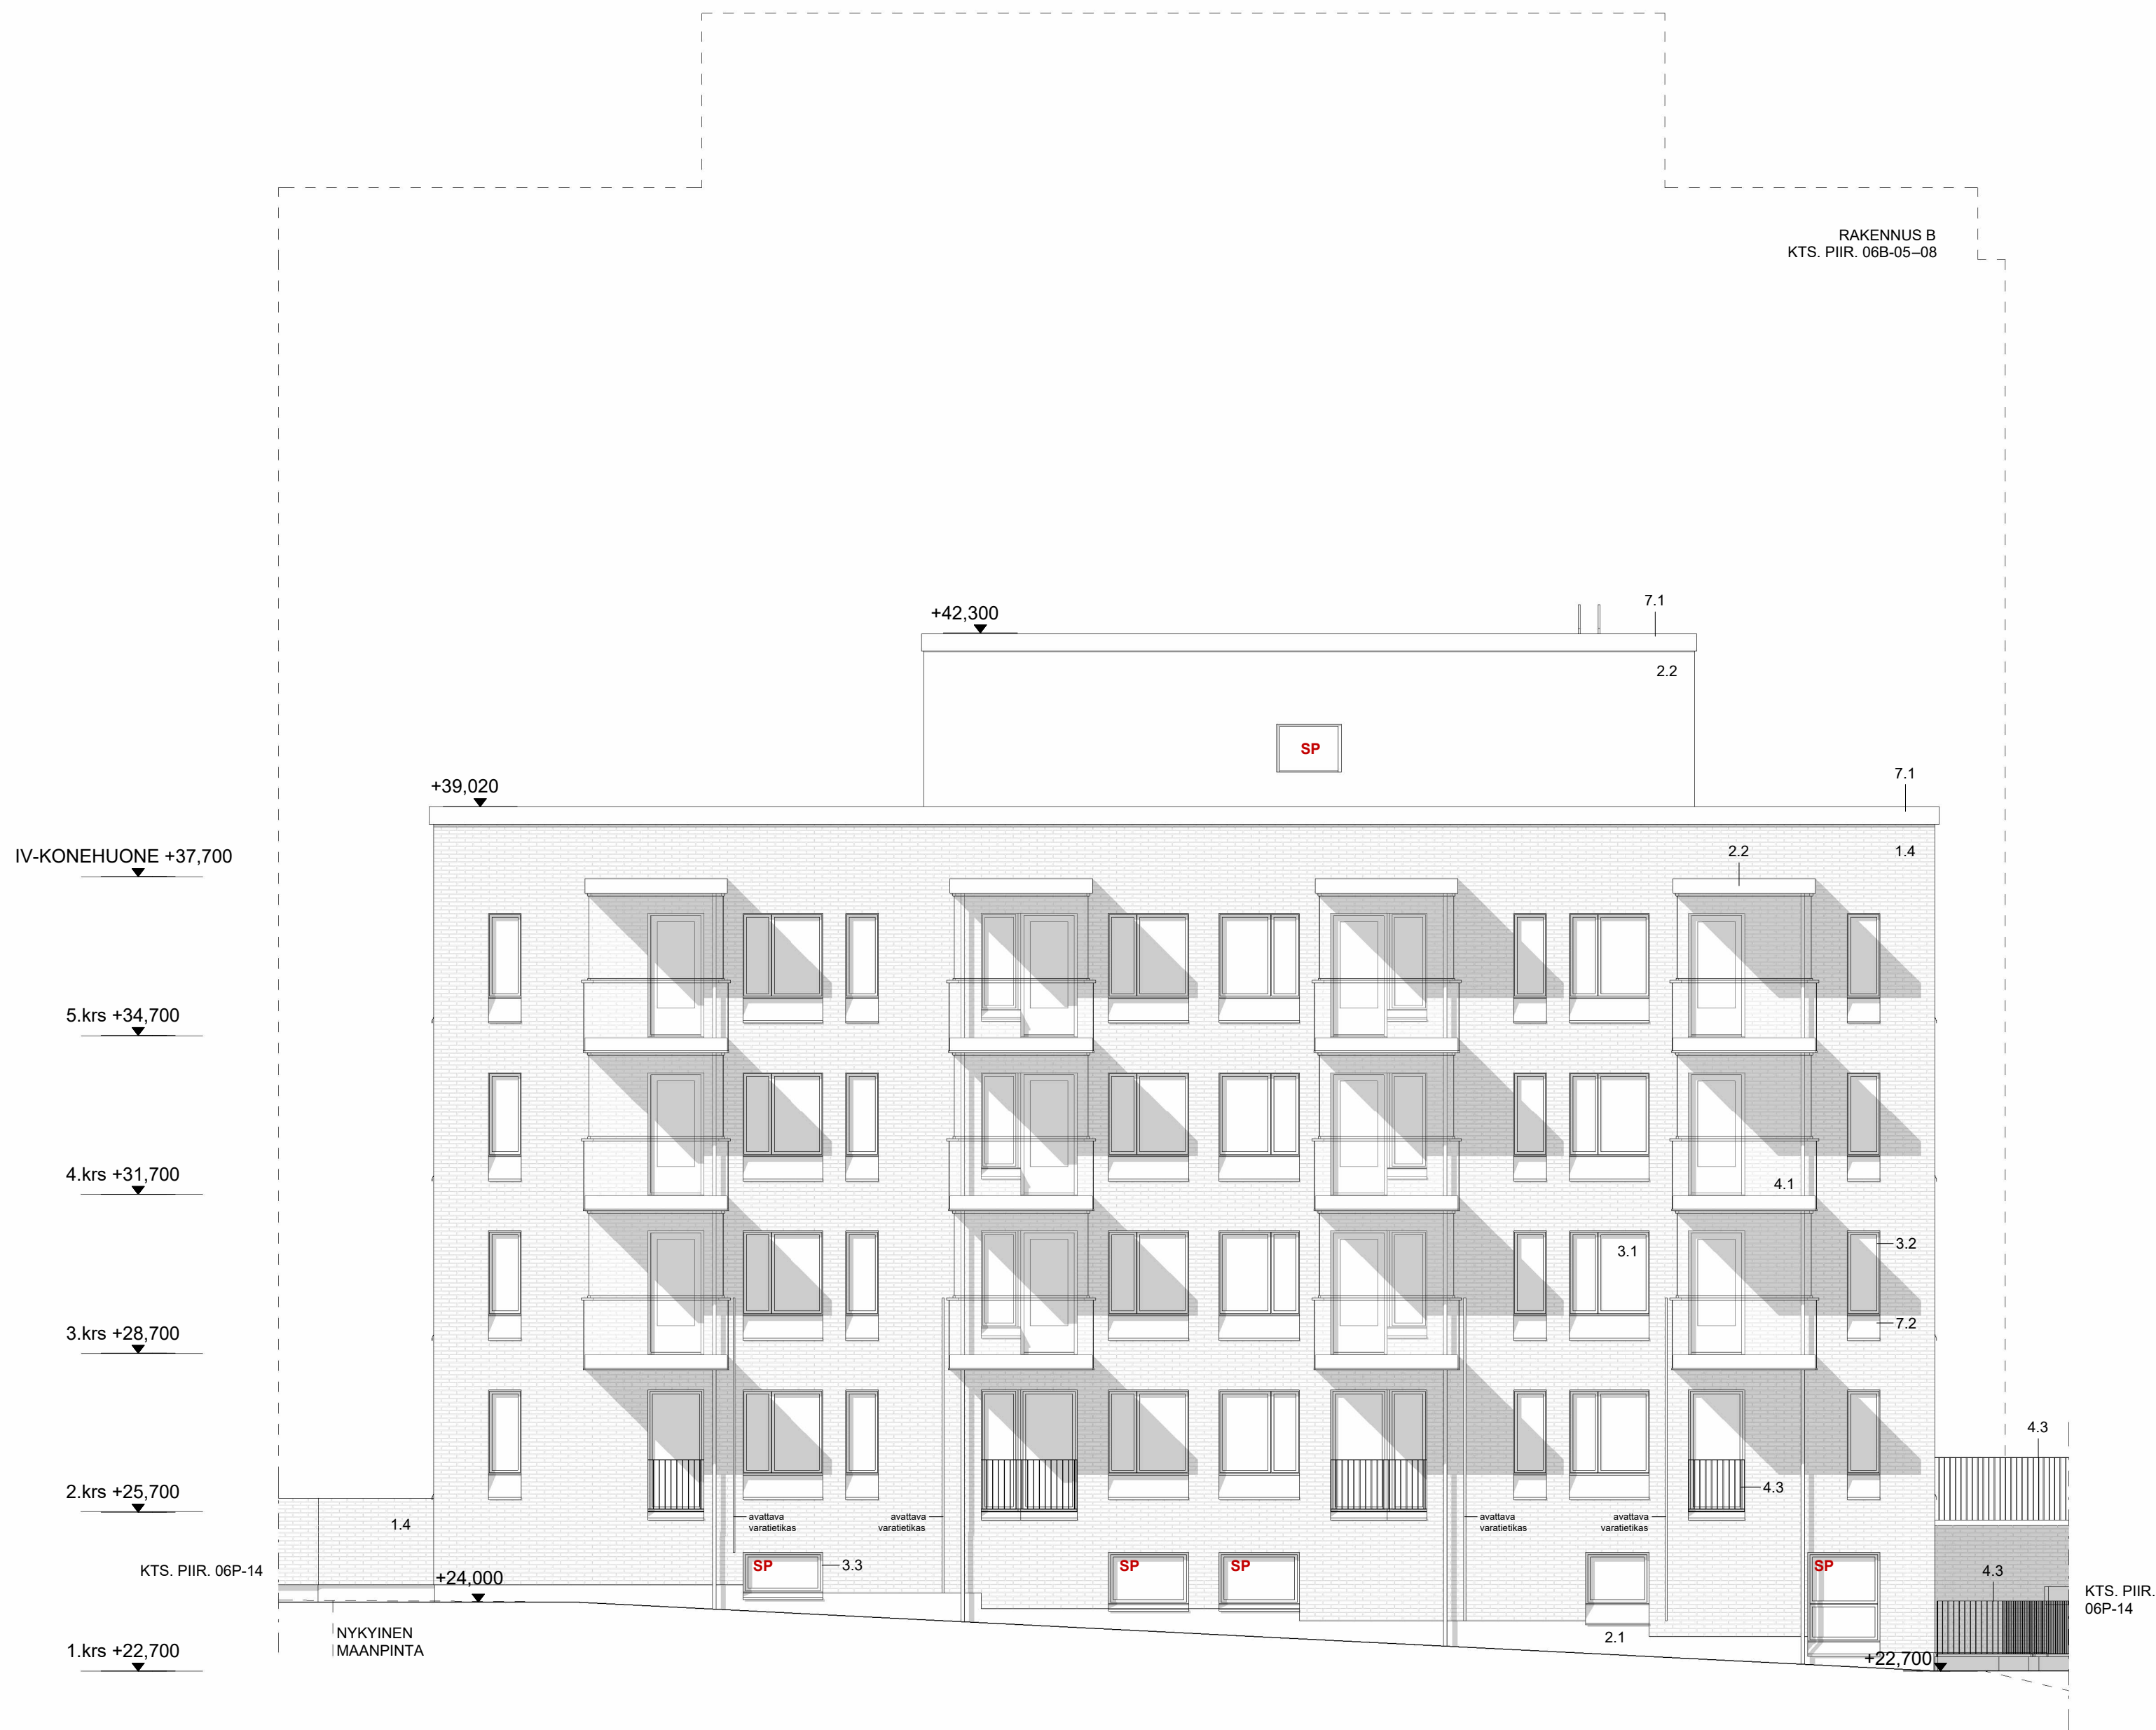 RAKENNUS B
KTS. PIIR. 06B-05–08
7.1
+42,300
2.2
SP
7.1
+39,020
IV-KONEHUONE +37,700
2.2
1.4
5.krs +34,700
4.krs +31,700
4.1
3.2
3.1
7.2
3.krs +28,700
4.3
4.3
2.krs +25,700
avattava
varatietikas
avattava
varatietikas
avattava
varatietikas
avattava
varatietikas
1.4
SP
3.3
SP
SP
SP
KTS. PIIR. 06P-14
4.3
+24,000
KTS. PIIR.
06P-14
NYKYINEN
MAANPINTA
2.1
1.krs +22,700
+22,700